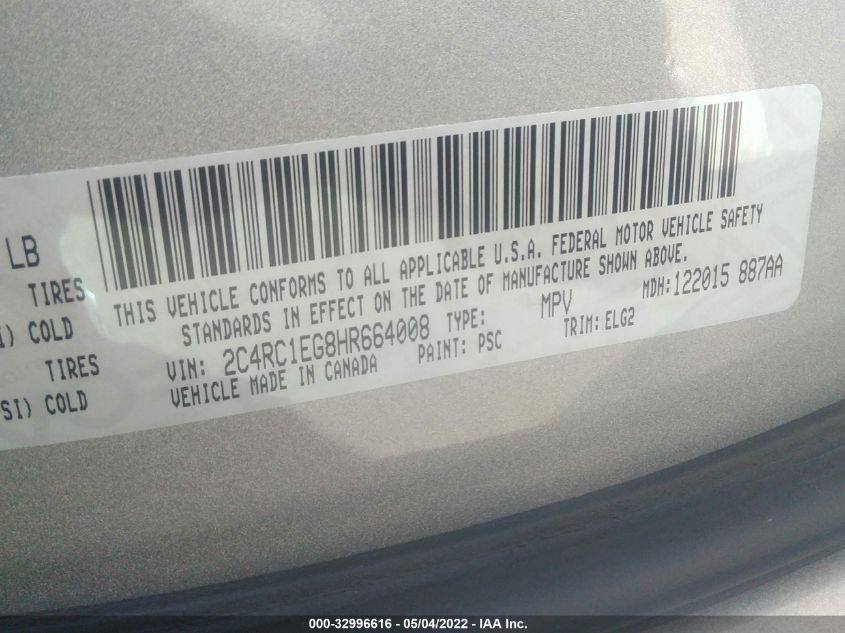 LB
TIRES
I) COLD
TIRES
SI) COLD
THIS VEHICLE CONFORMS TO ALL APPLICABLE U.S.A. FEDERAL MOTOR VEHICLE SAFETY
STANDARDS IN EFFECT ON THE DATE OF MANUFACTURE SHOWN ABOVE.
VIN: 2C4RC1EG8HR664008 TYPE: MPV MDH:122015 887AA
VEHICLE MADE IN CANADA PAINT: PSC TRIM: ELG2
000-32996616 - 05/04/2022 - IAA Inc.